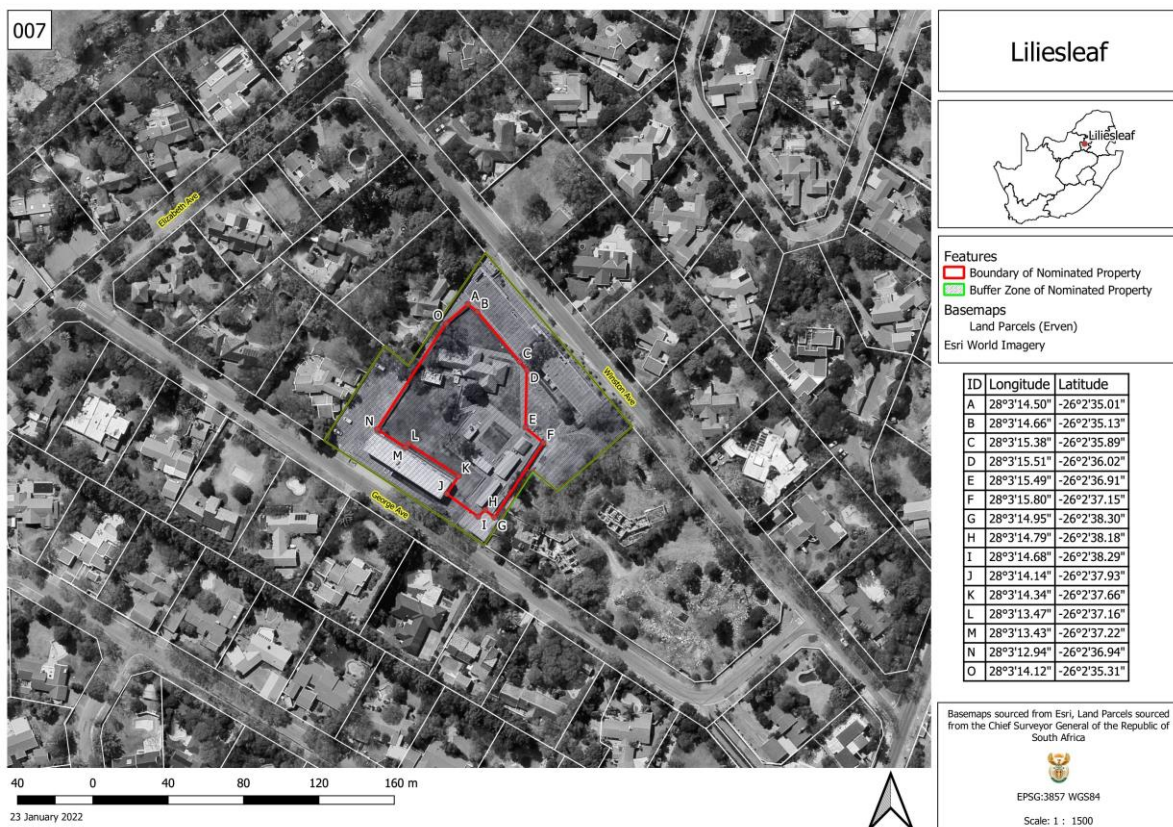 007
Elizabeth Ave
Winston Ave
George Ave
A
B
O
C
D
E
F
N
L
M
K
J
H
I
G
40 0 40 80 120 160 m
23 January 2022
Liliesleaf
Liliesleaf
Features
Boundary of Nominated Property
Buffer Zone of Nominated Property
Basemaps
Land Parcels (Erven)
Esri World Imagery
ID Longitude Latitude
A 28°3'14.50" -26°2'35.01"
B 28°3'14.66" -26°2'35.13"
C 28°3'15.38" -26°2'35.89"
D 28°3'15.51" -26°2'36.02"
E 28°3'15.49" -26°2'36.91"
F 28°3'15.80" -26°2'37.15"
G 28°3'14.95" -26°2'38.30"
H 28°3'14.79" -26°2'38.18"
I 28°3'14.68" -26°2'38.29"
J 28°3'14.14" -26°2'37.93"
K 28°3'14.34" -26°2'37.66"
L 28°3'13.47" -26°2'37.16"
M 28°3'13.43" -26°2'37.22"
N 28°3'12.94" -26°2'36.94"
O 28°3'14.12" -26°2'35.31"
Basemaps sourced from Esri, Land Parcels sourced
from the Chief Surveyor General of the Republic of
South Africa
EPSG:3857 WGS84
Scale: 1 : 1500